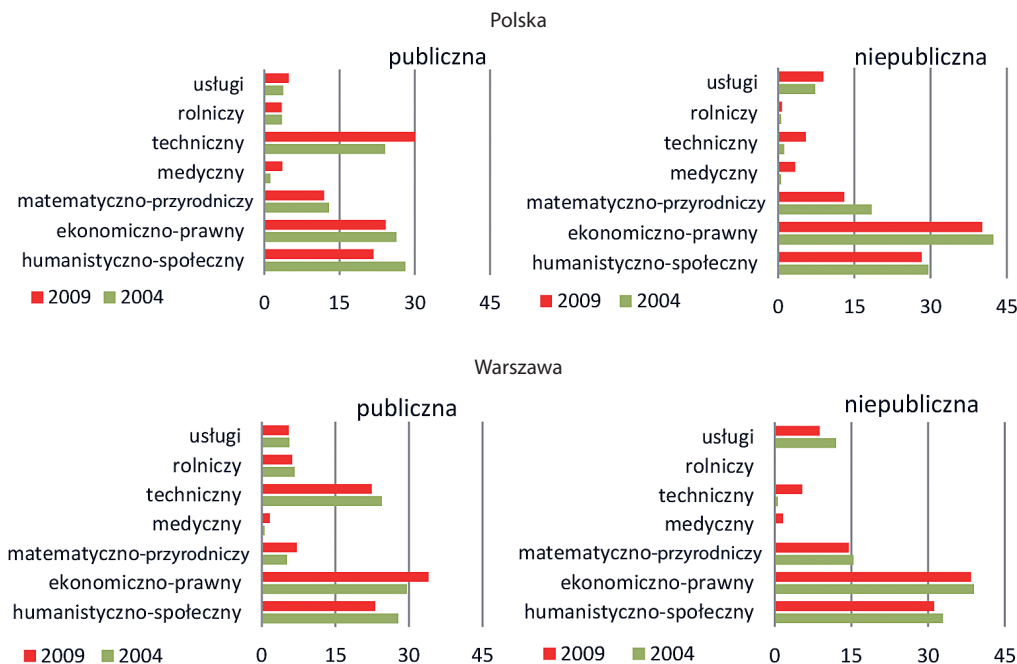 Polska
publiczna
usługi
rolniczy
techniczny
medyczny
matematyczno-przyrodniczy
ekonomiczno-prawny
humanistyczno-społeczny
0 15 30 45
2009 2004
niepubliczna
usługi
rolniczy
techniczny
medyczny
matematyczno-przyrodniczy
ekonomiczno-prawny
humanistyczno-społeczny
0 15 30 45
2009 2004
Warszawa
publiczna
usługi
rolniczy
techniczny
medyczny
matematyczno-przyrodniczy
ekonomiczno-prawny
humanistyczno-społeczny
0 15 30 45
2009 2004
niepubliczna
usługi
rolniczy
techniczny
medyczny
matematyczno-przyrodniczy
ekonomiczno-prawny
humanistyczno-społeczny
0 15 30 45
2009 2004